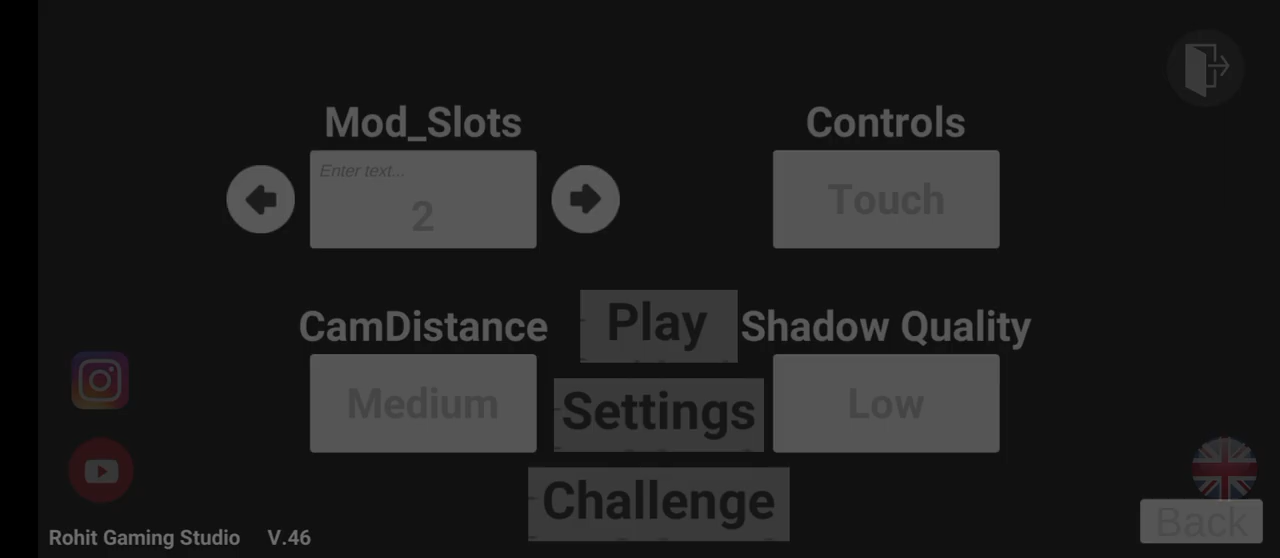 Mod_Slots
Controls
Enter text...
2
Touch
Play
CamDistance
Shadow Quality
Medium
Settings
Low
Challenge
Back
Rohit Gaming Studio V.46